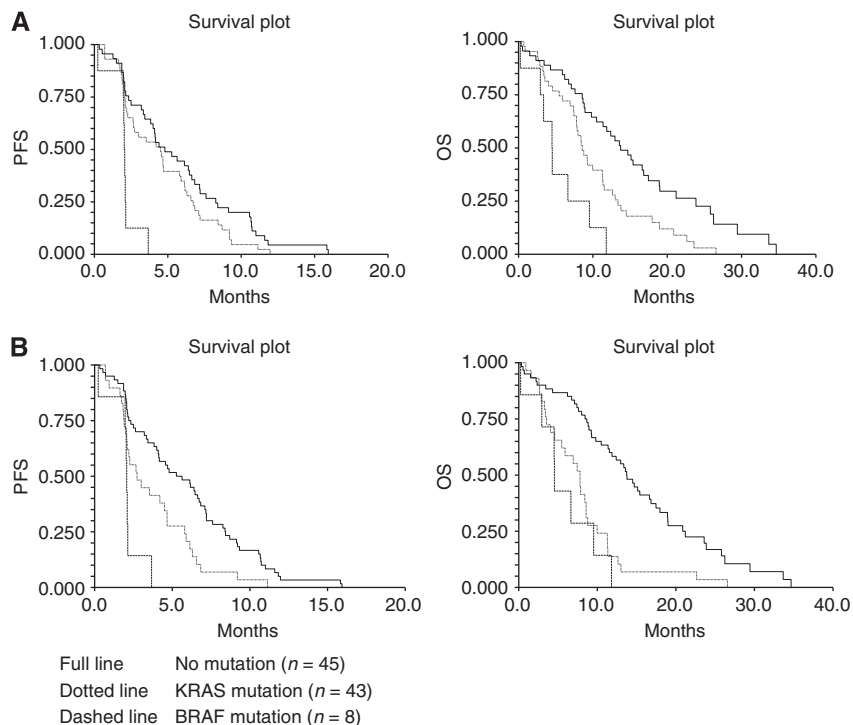 A
Survival plot
1.000
0.750
0.500
0.250
0.000
PFS
0.0 5.0 10.0 15.0 20.0
Months
Survival plot
1.000
0.750
0.500
0.250
0.000
OS
0.0 10.0 20.0 30.0 40.0
Months
B
Survival plot
1.000
0.750
0.500
0.250
0.000
PFS
0.0 5.0 10.0 15.0 20.0
Months
Survival plot
1.000
0.750
0.500
0.250
0.000
OS
0.0 10.0 20.0 30.0 40.0
Months
Full line No mutation (n = 45)
Dotted line KRAS mutation (n = 43)
Dashed line BRAF mutation (n = 8)